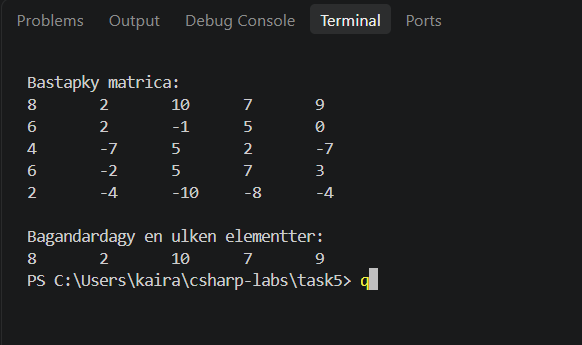 Problems Output Debug Console Terminal Ports
Bastapky matrica:
8 2 10 7 9
6 2 -1 5 0
4 -7 5 2 -7
6 -2 5 7 3
2 -4 -10 -8 -4
Bagandardagy en ulken elementter:
8 2 10 7 9
PS C:\Users\kaira\csharp-labs\task5> q